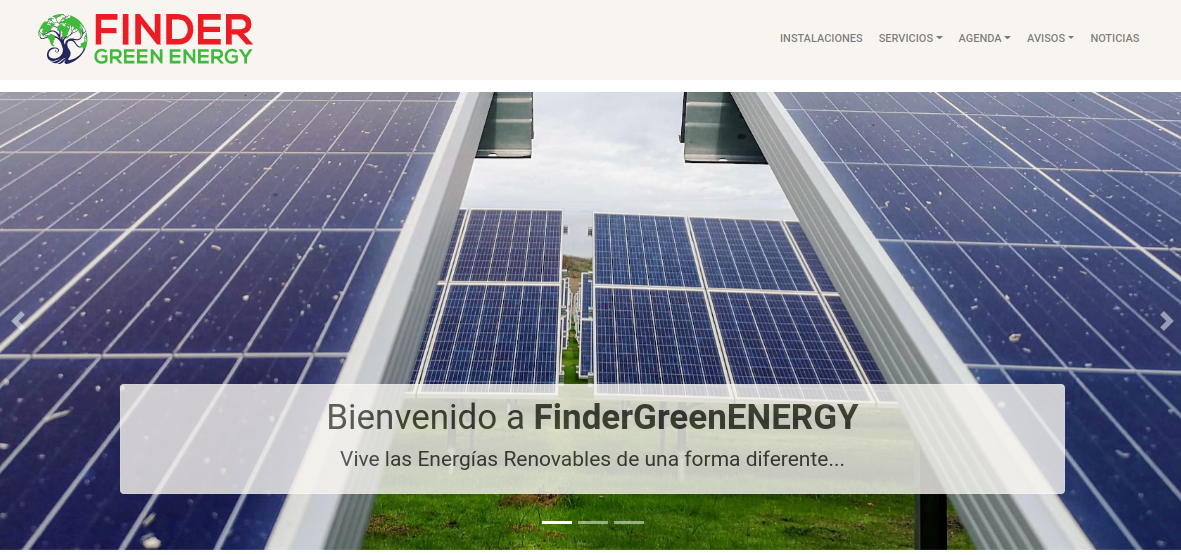 FINDER
GREEN ENERGY
INSTALACIONES SERVICIOS AGENDA AVISOS NOTICIAS
Bienvenido a FinderGreenENERGY
Vive las Energías Renovables de una forma diferente...